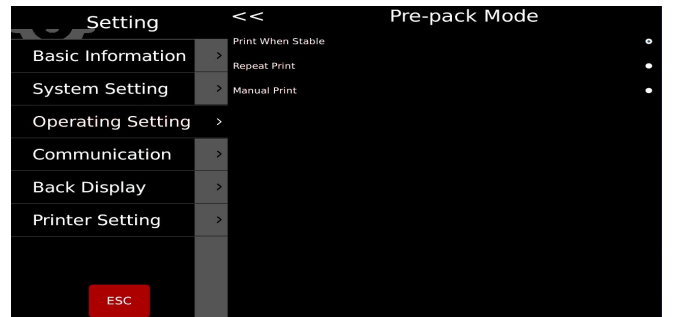 Setting
<< Pre-pack Mode
Basic Information >
System Setting >
Operating Setting >
Communication >
Back Display >
Printer Setting >
ESC
Print When Stable
Repeat Print
Manual Print